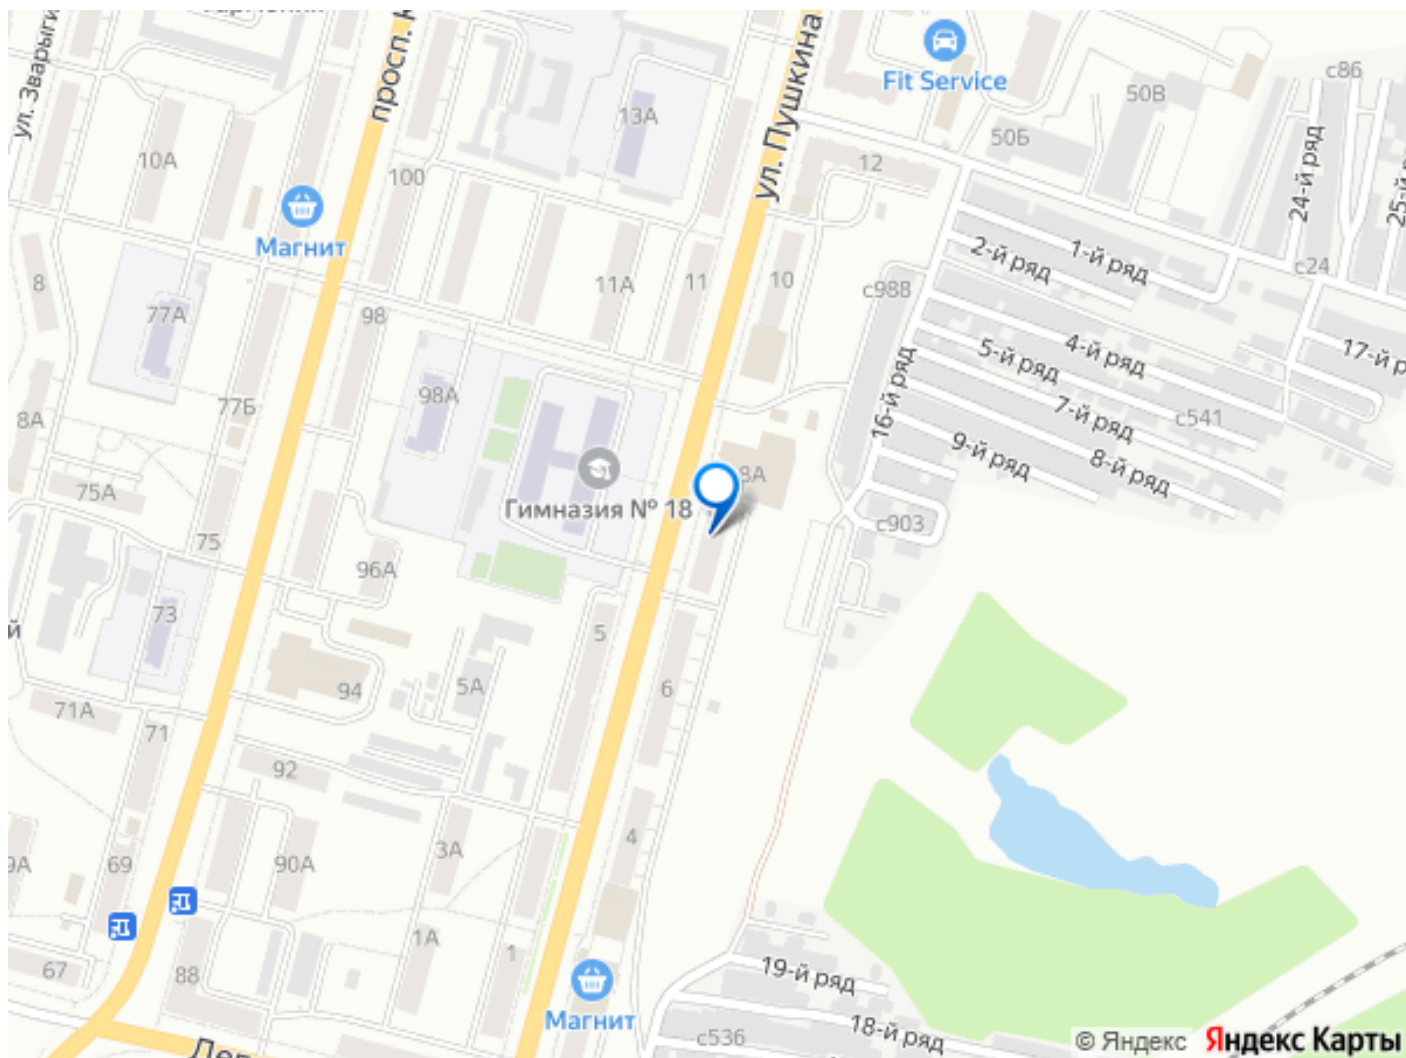 ул. Зварыги
просп. К
ул. Пушкина
Fit Service
с86
50В
50Б
24-й ряд
25-й р
13А
10А
100
12
Магнит
1-й ряд
2-й ряд
с24
8
11А
11
10
с988
77А
98
4-й ряд
5-й ряд
17-й р
16-й ряд
7-й ряд
с541
8А
77Б
98А
9-й ряд
8-й ряд
8А
75А
Гимназия № 18
с903
75
96А
73
й
5
94
5А
6
71А
71
92
4
3А
9А
69
90А
1А
1
67
88
19-й ряд
Магнит
18-й ряд
с536
© Яндекс
Яндекс Карты